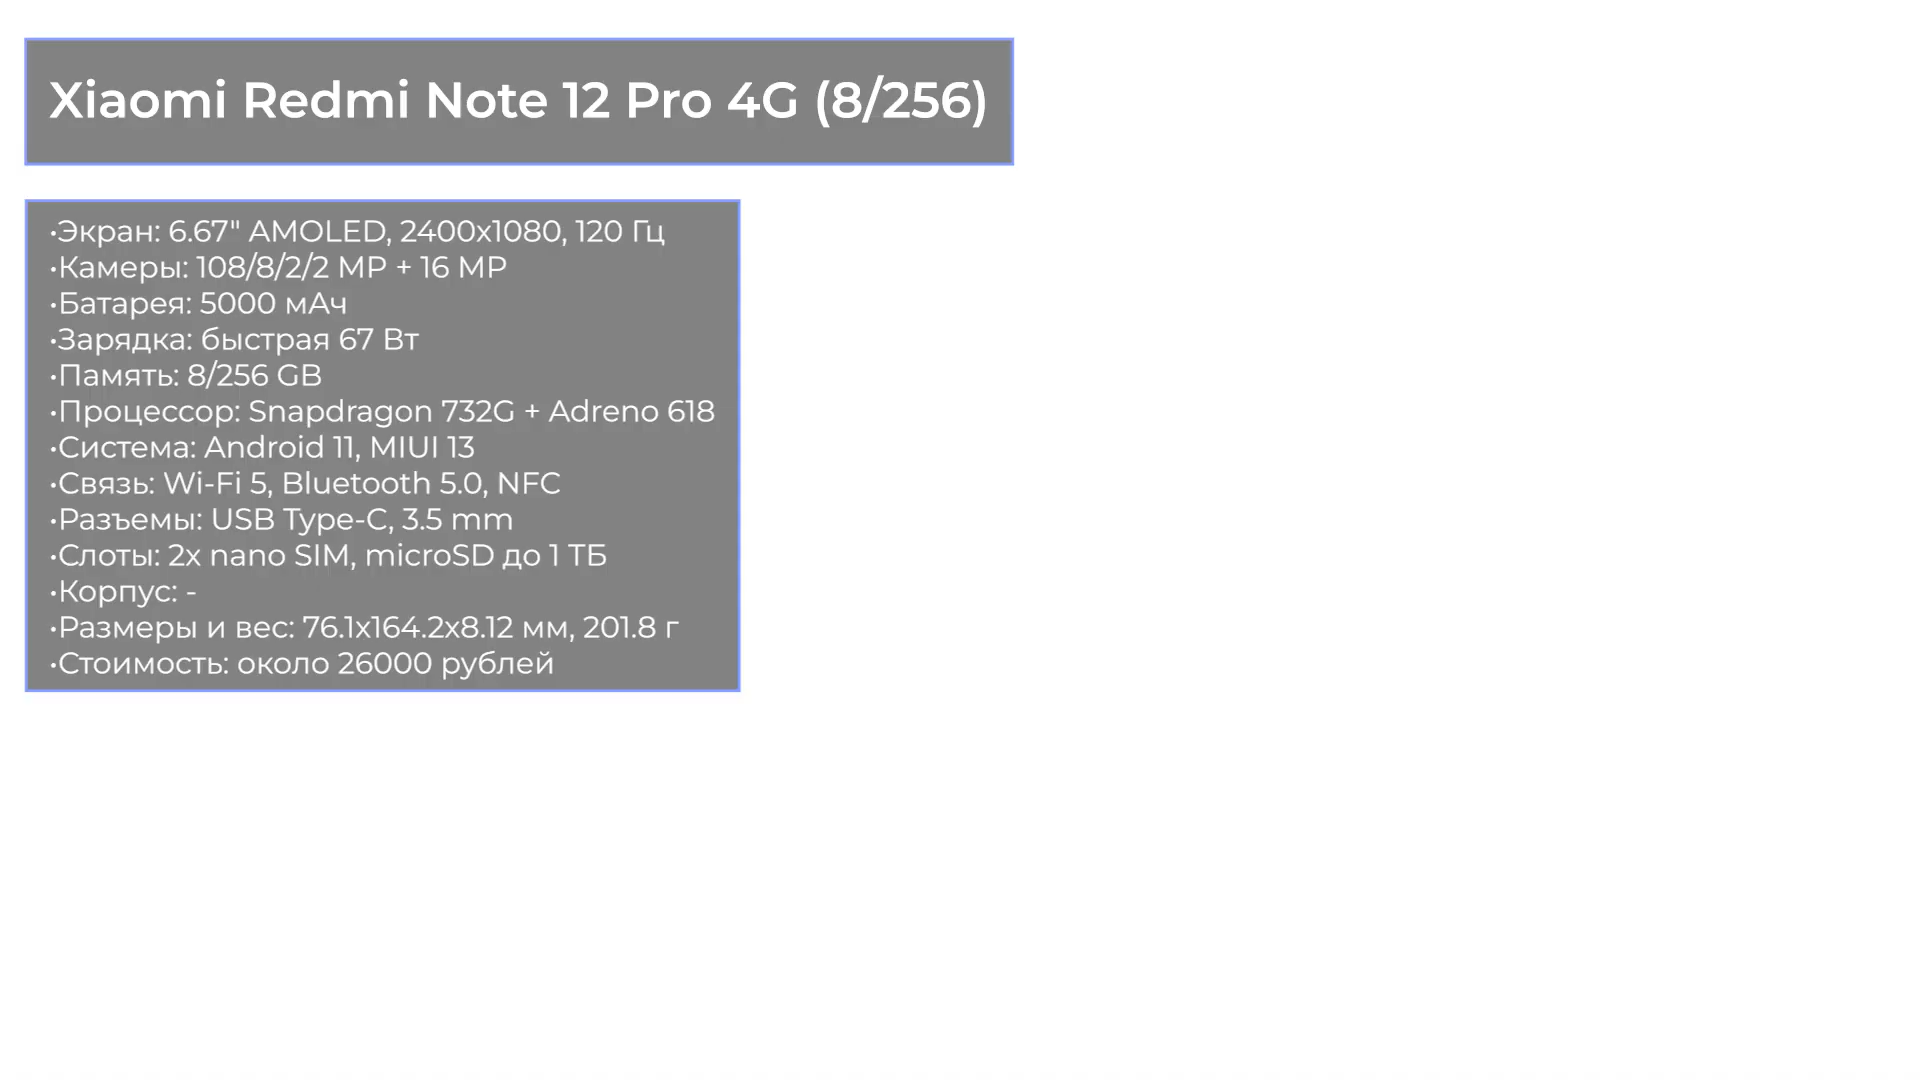 Xiaomi Redmi Note 12 Pro 4G (8/256)
•Экран: 6.67" AMOLED, 2400x1080, 120 Гц
•Камеры: 108/8/2/2 MP + 16 MP
•Батарея: 5000 мАч
•Зарядка: быстрая 67 Вт
•Память: 8/256 GB
•Процессор: Snapdragon 732G + Adreno 618
•Система: Android 11, MIUI 13
•Связь: Wi-Fi 5, Bluetooth 5.0, NFC
•Разъемы: USB Type-C, 3.5 mm
•Слоты: 2x nano SIM, microSD до 1 ТБ
•Корпус: -
•Размеры и вес: 76.1x164.2x8.12 мм, 201.8 г
•Стоимость: около 26000 рублей